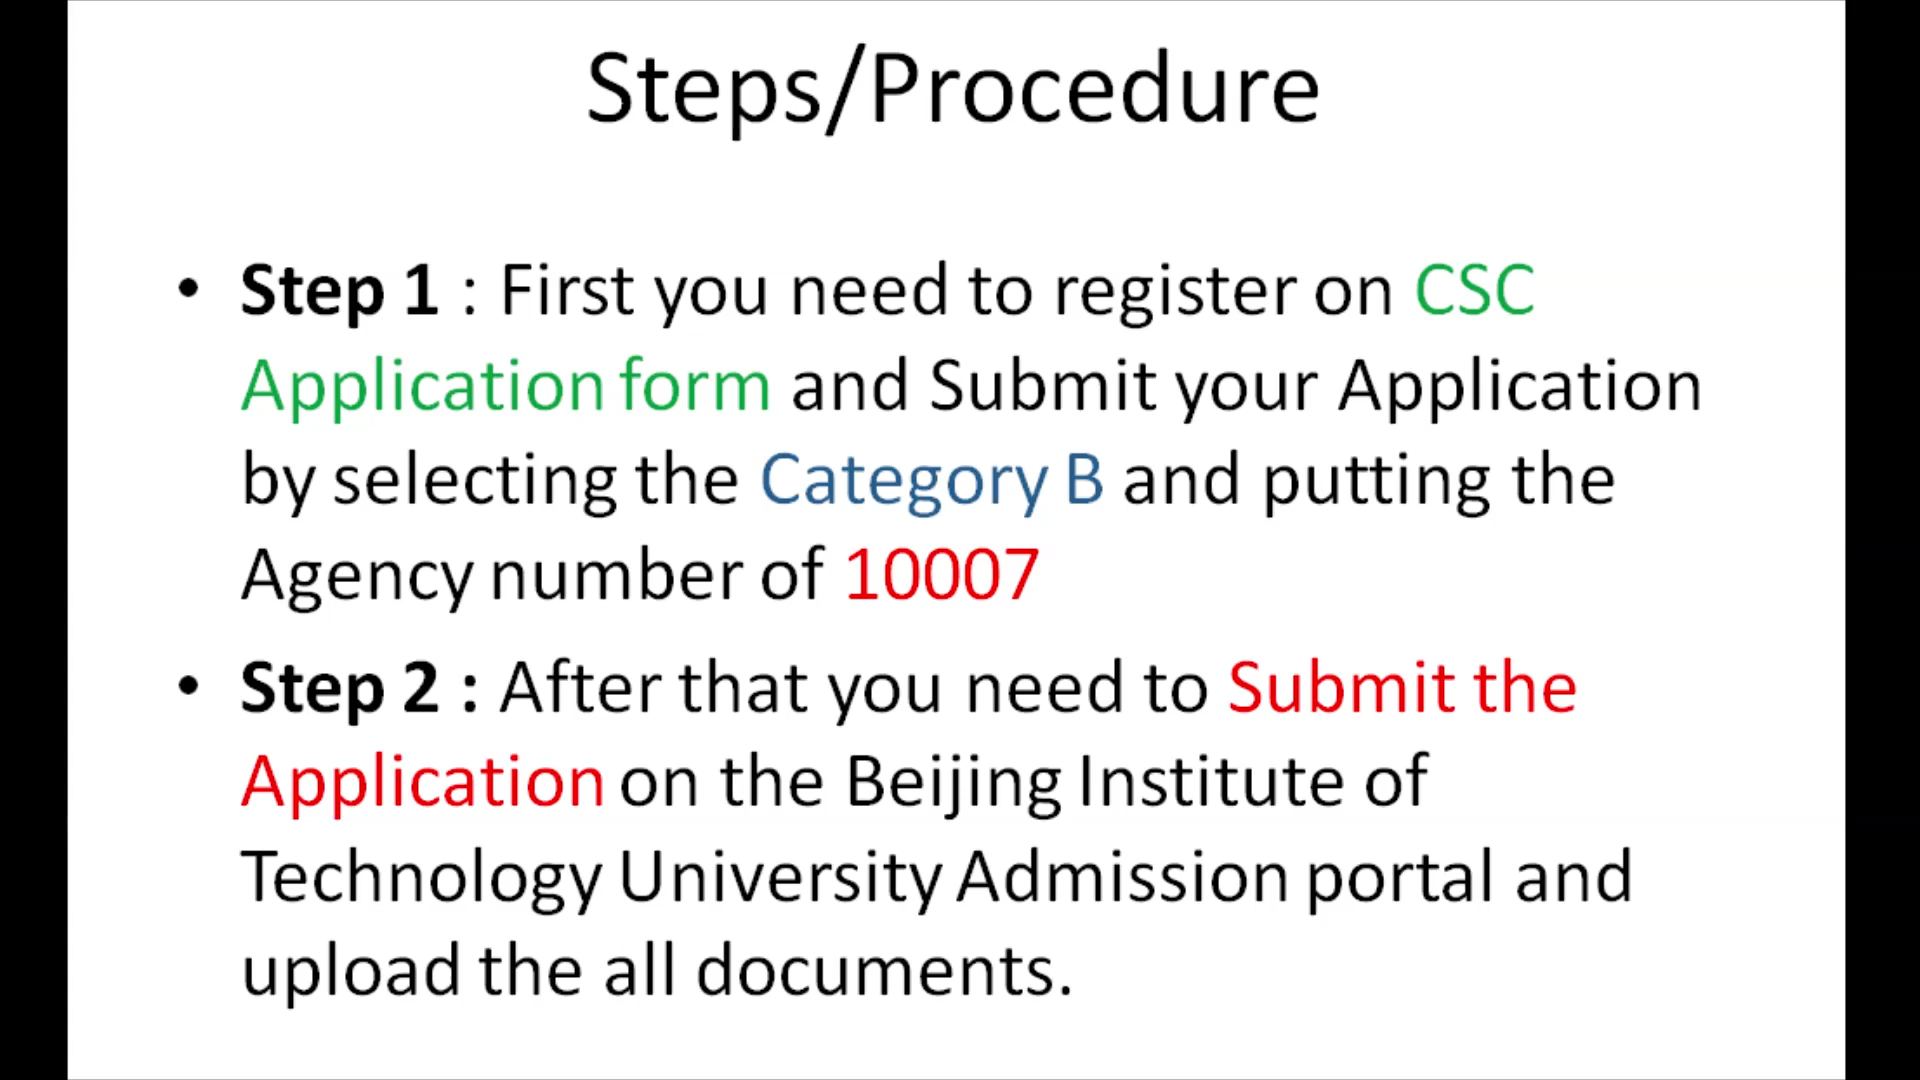 Steps/Procedure
• Step 1 : First you need to register on CSC
Application form and Submit your Application
by selecting the Category B and putting the
Agency number of 10007
• Step 2 : After that you need to Submit the
Application on the Beijing Institute of
Technology University Admission portal and
upload the all documents.